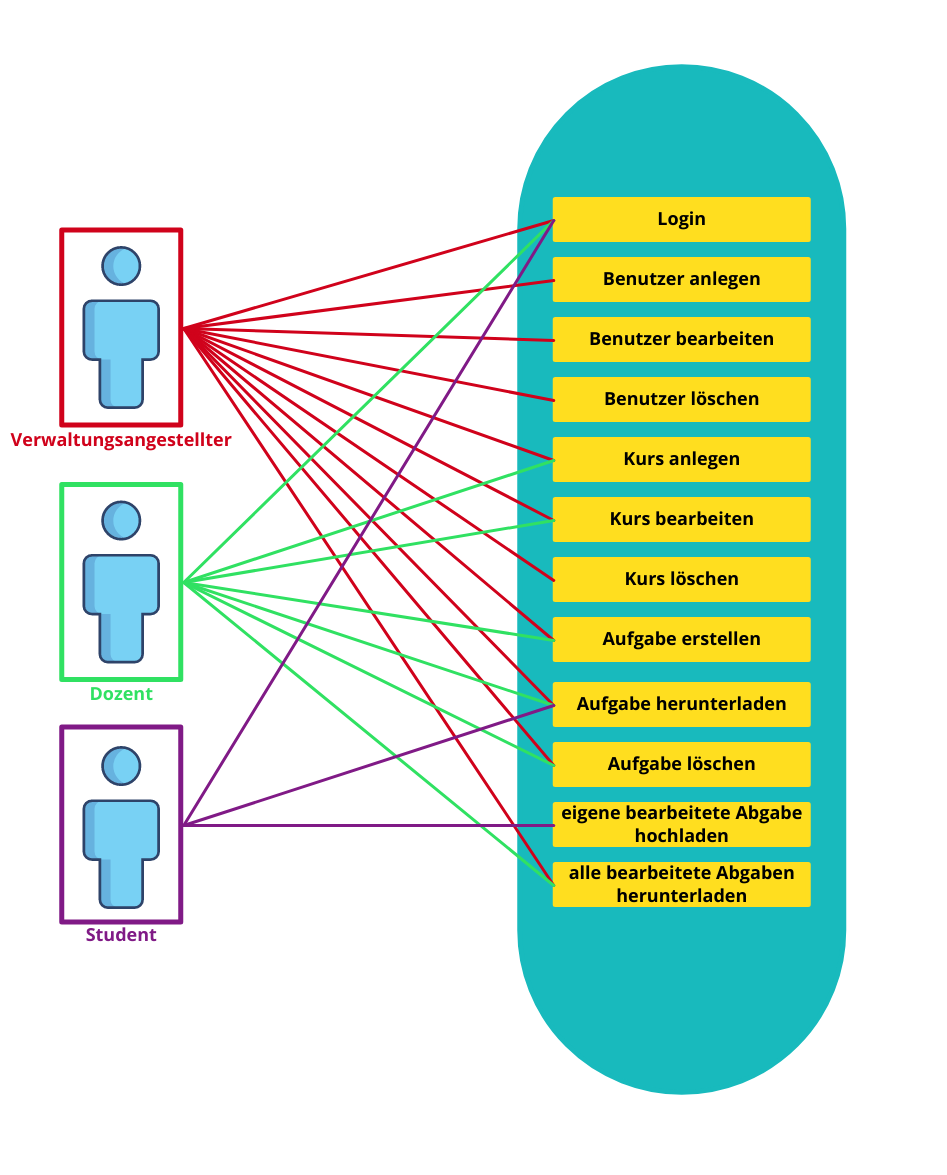 Verwaltungsangestellter
Dozent
Student
Login
Benutzer anlegen
Benutzer bearbeiten
Benutzer löschen
Kurs anlegen
Kurs bearbeiten
Kurs löschen
Aufgabe erstellen
Aufgabe herunterladen
Aufgabe löschen
eigene bearbeitete Abgabe
hochladen
alle bearbeitete Abgaben
herunterladen